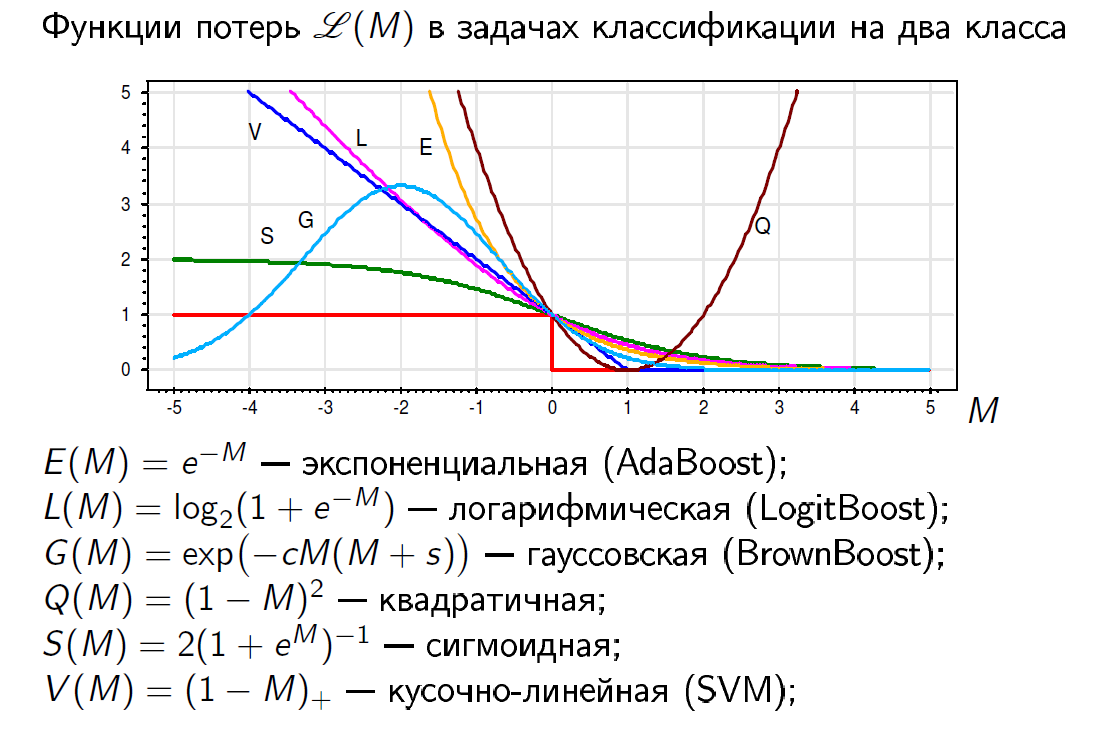 Функции потерь ℒ(M) в задачах классификации на два класса
5
V
L
E
4
3
G
Q
S
2
1
0
-5 -4 -3 -2 -1 0 1 2 3 4 5 M
E(M) = e^{−M} — экспоненциальная (AdaBoost);
L(M) = log₂(1 + e^{−M}) — логарифмическая (LogitBoost);
G(M) = exp(−cM(M + s)) — гауссовская (BrownBoost);
Q(M) = (1 − M)² — квадратичная;
S(M) = 2(1 + e^{M})^{−1} — сигмоидная;
V(M) = (1 − M)₊ — кусочно-линейная (SVM);